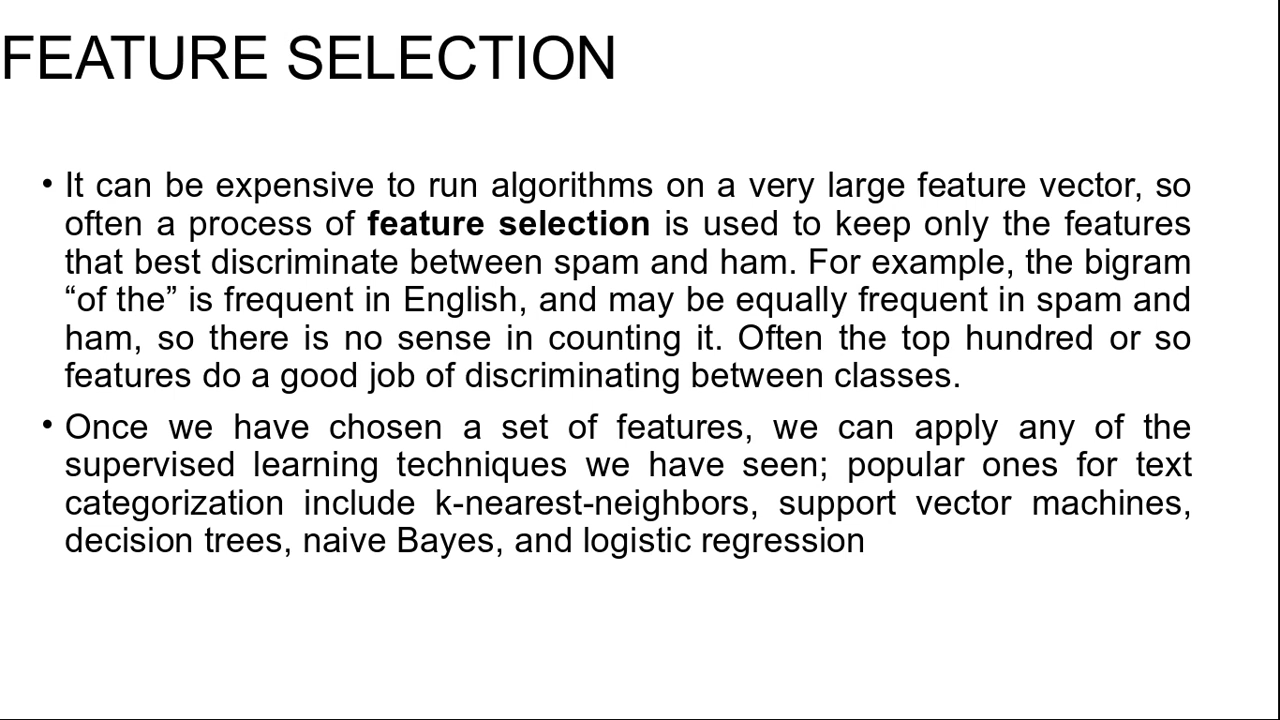 FEATURE SELECTION
• It can be expensive to run algorithms on a very large feature vector, so
often a process of feature selection is used to keep only the features
that best discriminate between spam and ham. For example, the bigram
“of the” is frequent in English, and may be equally frequent in spam and
ham, so there is no sense in counting it. Often the top hundred or so
features do a good job of discriminating between classes.
• Once we have chosen a set of features, we can apply any of the
supervised learning techniques we have seen; popular ones for text
categorization include k-nearest-neighbors, support vector machines,
decision trees, naive Bayes, and logistic regression